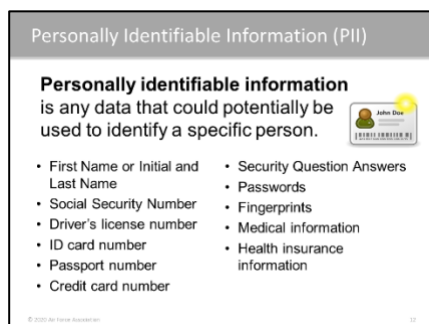 Personally Identifiable Information (PII)
Personally identifiable information
is any data that could potentially be
used to identify a specific person.
John Doe
• First Name or Initial and
Last Name
• Social Security Number
• Driver's license number
• ID card number
• Passport number
• Credit card number
• Security Question Answers
• Passwords
• Fingerprints
• Medical information
• Health insurance
information
© 2020 Air Force Association
12